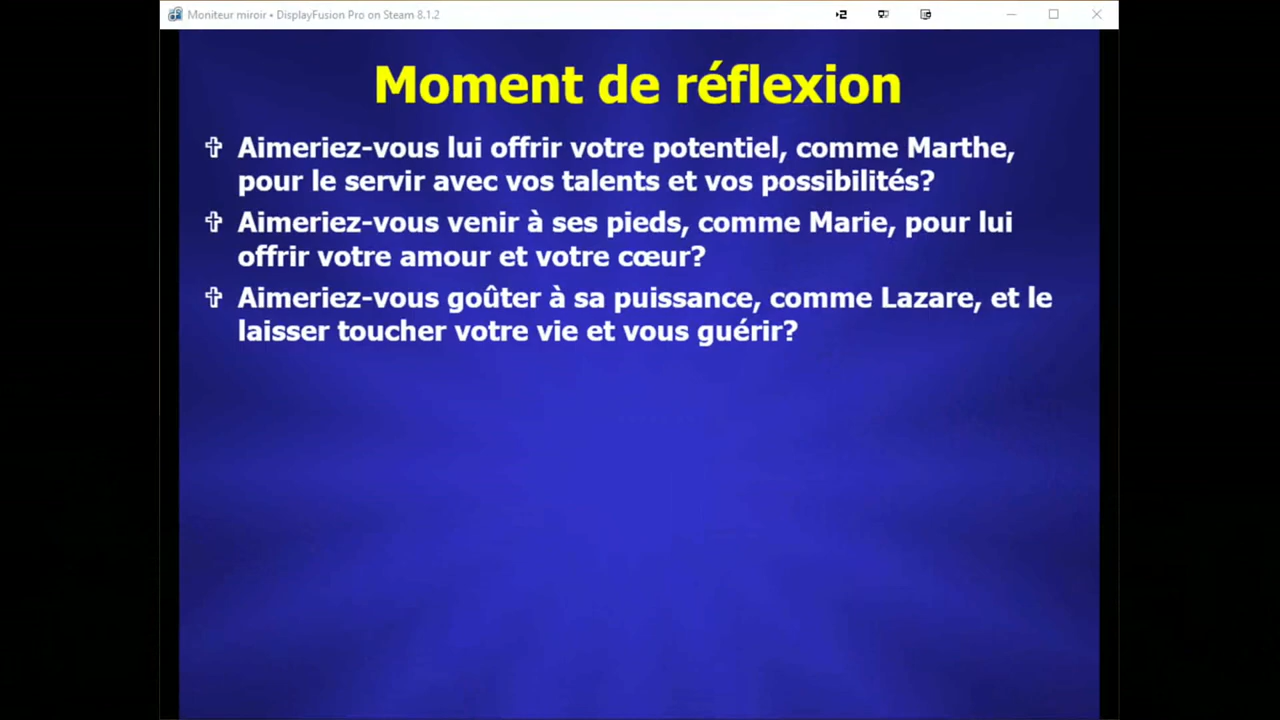 Moniteur miroir • DisplayFusion Pro on Steam 8.1.2
Moment de réflexion
Aimeriez-vous lui offrir votre potentiel, comme Marthe,
pour le servir avec vos talents et vos possibilités?
Aimeriez-vous venir à ses pieds, comme Marie, pour lui
offrir votre amour et votre cœur?
Aimeriez-vous goûter à sa puissance, comme Lazare, et le
laisser toucher votre vie et vous guérir?